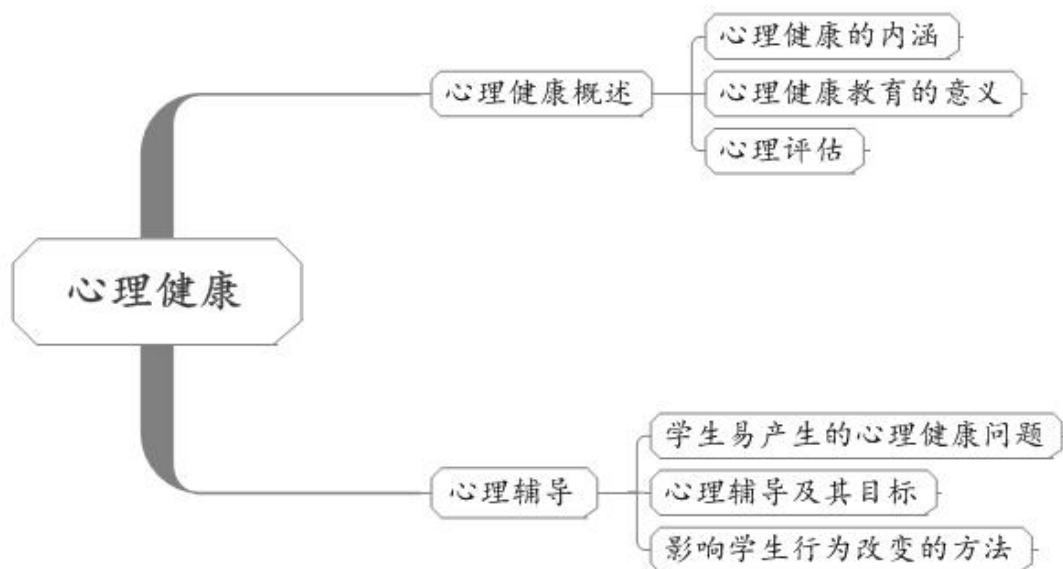 心理健康
心理健康概述
心理健康的内涵
心理健康教育的意义
心理评估
心理辅导
学生易产生的心理健康问题
心理辅导及其目标
影响学生行为改变的方法